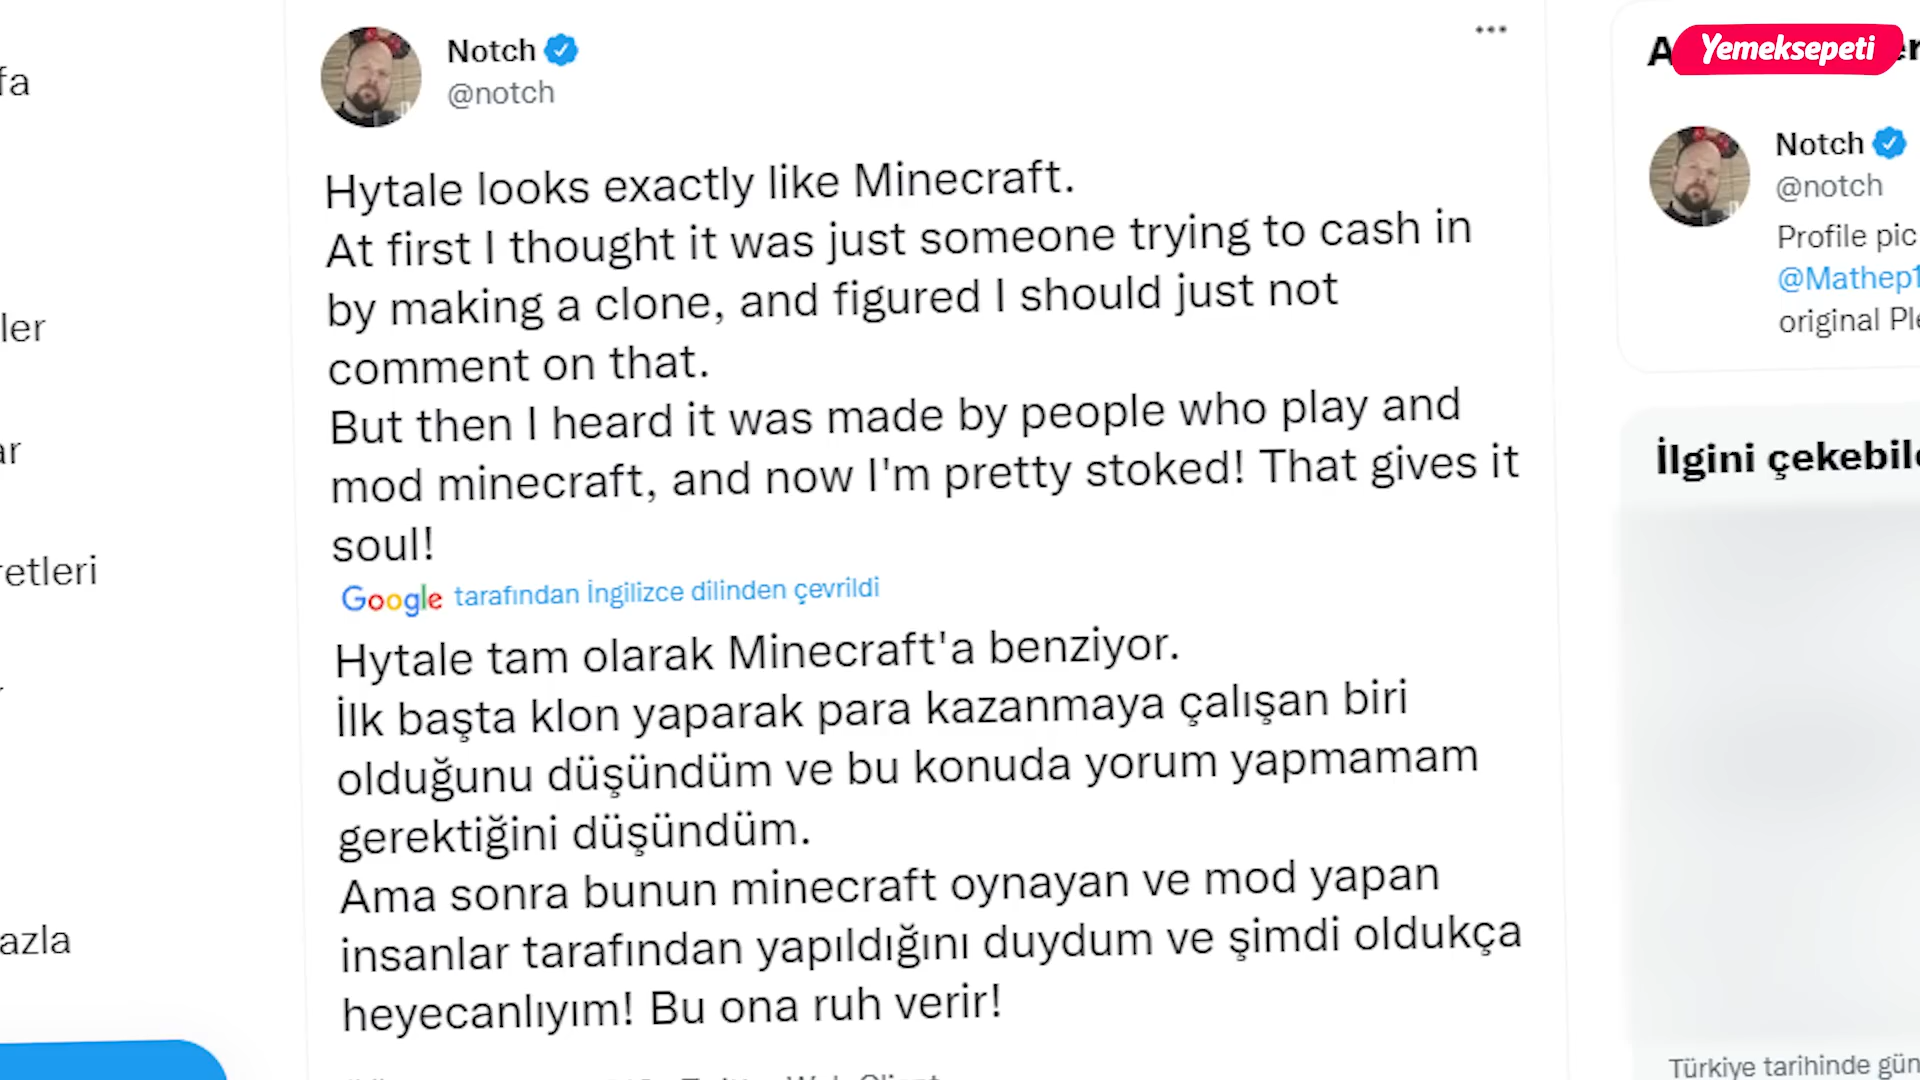 fa
ler
ar
retleri
azla
Notch
@notch
Hytale looks exactly like Minecraft.
At first I thought it was just someone trying to cash in
by making a clone, and figured I should just not
comment on that.
But then I heard it was made by people who play and
mod minecraft, and now I'm pretty stoked! That gives it
soul!
Google tarafından İngilizce dilinden çevrildi
Hytale tam olarak Minecraft'a benziyor.
İlk başta klon yaparak para kazanmaya çalışan biri
olduğunu düşündüm ve bu konuda yorum yapmamam
gerektiğini düşündüm.
Ama sonra bunun minecraft oynayan ve mod yapan
insanlar tarafından yapıldığını duydum ve şimdi oldukça
heyecanlıyım! Bu ona ruh verir!
Yemeksepeti
Notch
@notch
Profile pic
@Mathep1
original Ple
İlgini çekebile
Türkiye tarihinde gün